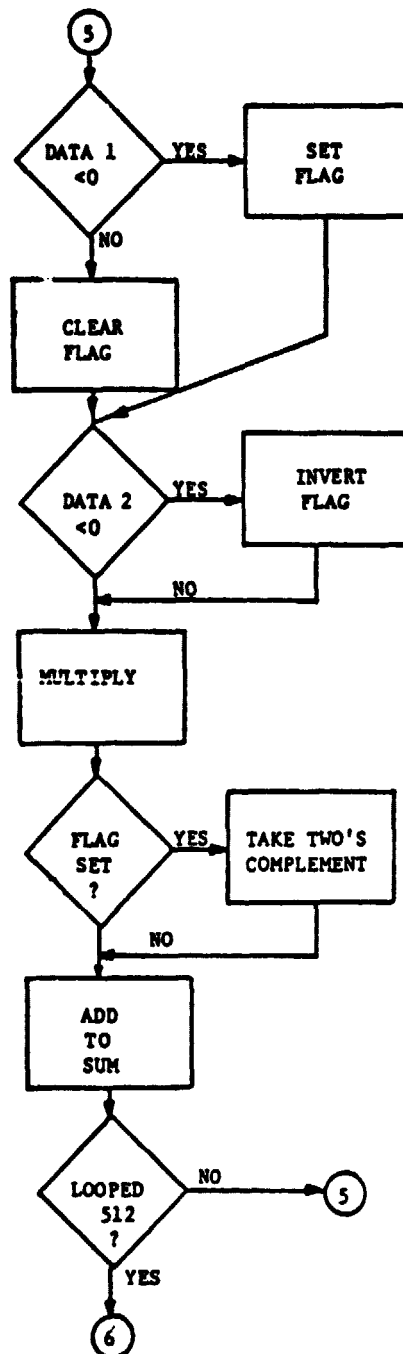 5
DATA 1
<0
YES
SET
FLAG
NO
CLEAR
FLAG
DATA 2
<0
YES
INVERT
FLAG
NO
MULTIPLY
FLAG
SET
?
YES
TAKE TWO'S
COMPLEMENT
NO
ADD
TO
SUM
LOOPED
512
?
NO
5
YES
6